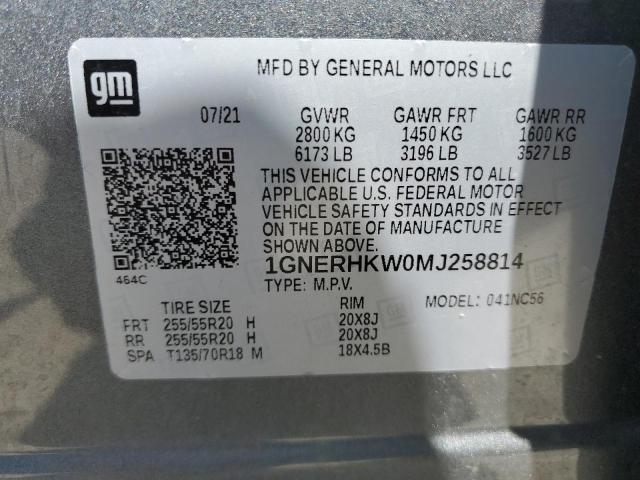 gm
MFD BY GENERAL MOTORS LLC
07/21 GVWR GAWR FRT GAWR RR
2800 KG 1450 KG 1600 KG
6173 LB 3196 LB 3527 LB
THIS VEHICLE CONFORMS TO ALL
APPLICABLE U.S. FEDERAL MOTOR
VEHICLE SAFETY STANDARDS IN EFFECT
ON THE DATE OF MANUFACTURE
SHOWN ABOVE.
1GNERHKW0MJ258814
464C
TYPE: M.P.V. MODEL: 041NC56
TIRE SIZE RIM
FRT 255/55R20 H 20X8J
RR 255/55R20 H 20X8J
SPA T135/70R18 M 18X4.5B